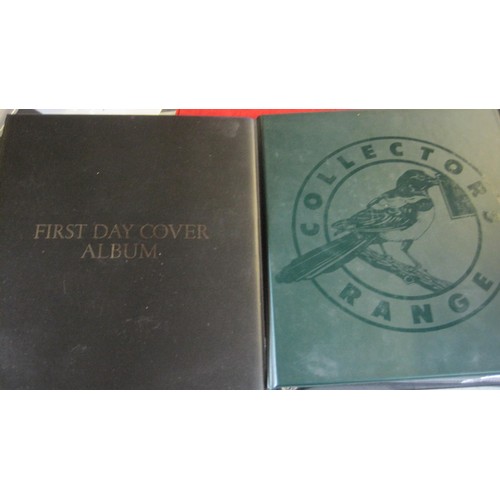 FIRST DAY COVER
ALBUM
COLLECTORS
RANGE